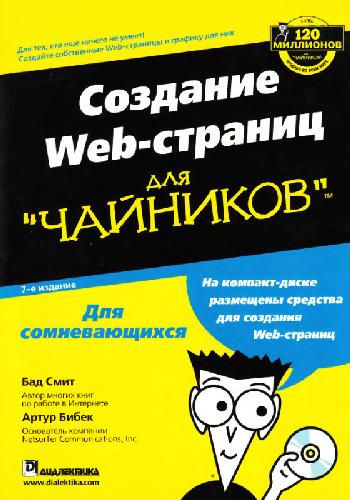 Для тех, кто ещё ничего не умеет!
Создайте собственные Web-страницы и графику для них
120
МИЛЛИОНОВ
Создание
Web-страниц
для
"ЧАЙНИКОВ"™
7-е издание
На компакт-диске
размещены средства
для создания
Web-страниц
Для
сомневающихся
Бад Смит
Автор многих книг
по работе в Интернете
Артур Бибек
Основатель компании
Netsurfer Communications, Inc.
ДИАЛЕКТИКА
www.dialektika.com